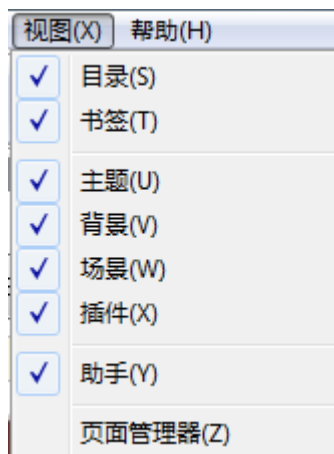 视图(X) 帮助(H)
目录(S)
书签(T)
主题(U)
背景(V)
场景(W)
插件(X)
助手(Y)
页面管理器(Z)